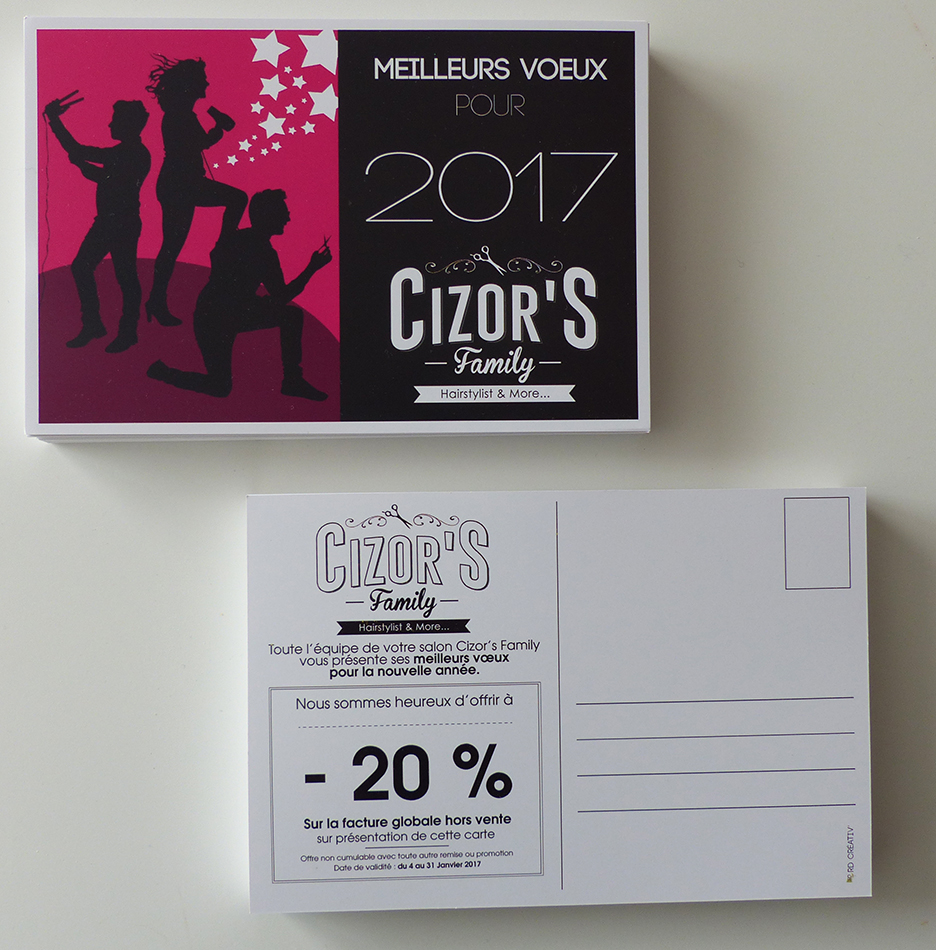 MEILLEURS VOEUX
POUR
2017
CIZOR'S
Family
Hairstylist & More...
CIZOR'S
Family
Hairstylist & More...
Toute l'équipe de votre salon Cizor's Family
vous présente ses meilleurs vœux
pour la nouvelle année.
Nous sommes heureux d'offrir à
- 20 %
Sur la facture globale hors vente
sur présentation de cette carte
Offre non cumulable avec toute autre remise ou promotion
Date de validité : du 4 au 31 Janvier 2017
RD CREATIV'